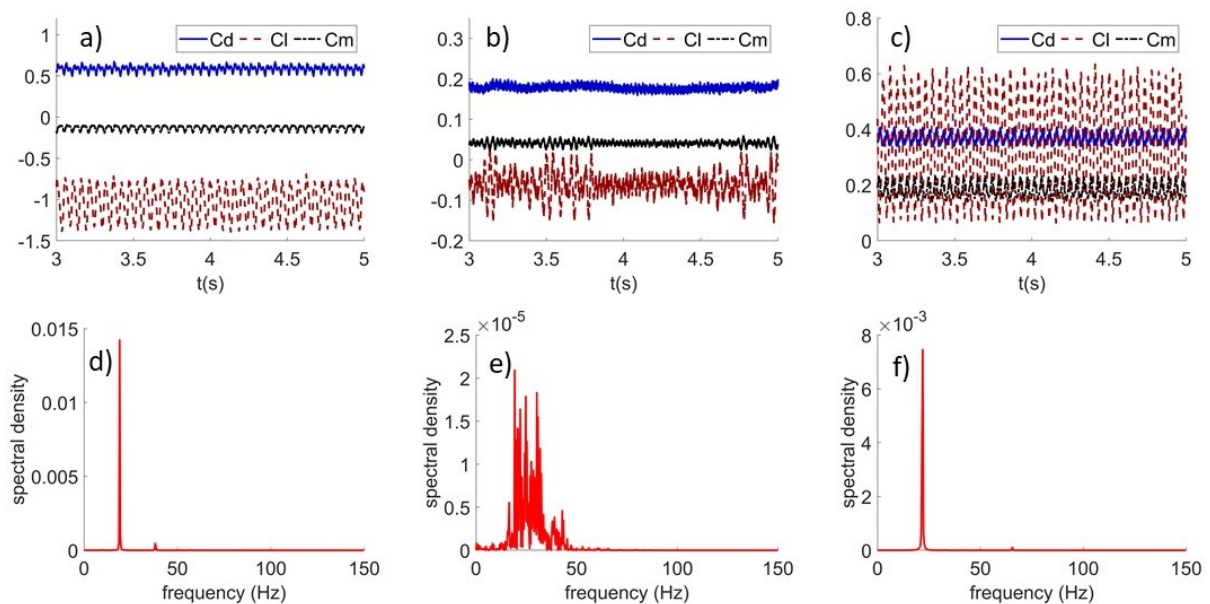 a)
Cd Cl Cm
1
0.5
0
-0.5
-1
-1.5
3 3.5 4 4.5 5
t(s)
b)
Cd Cl Cm
0.3
0.2
0.1
0
-0.1
-0.2
3 3.5 4 4.5 5
t(s)
c)
Cd Cl Cm
0.8
0.6
0.4
0.2
0
3 3.5 4 4.5 5
t(s)
d)
0.015
0.01
0.005
0
spectral density
0 50 100 150
frequency (Hz)
e)
×10⁻⁵
2.5
2
1.5
1
0.5
0
spectral density
0 50 100 150
frequency (Hz)
f)
×10⁻³
8
6
4
2
0
spectral density
0 50 100 150
frequency (Hz)